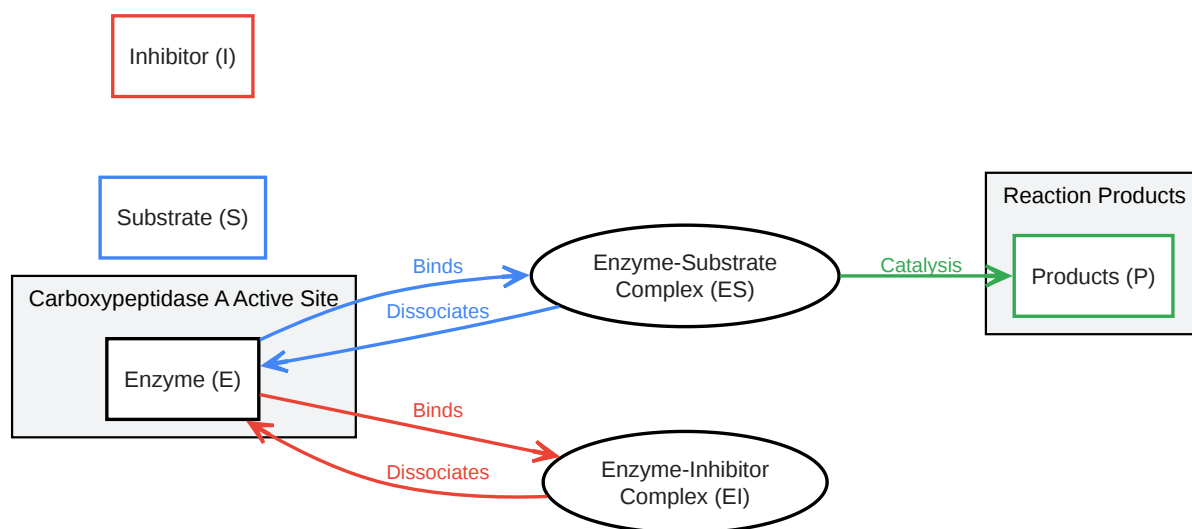 Inhibitor (I)
Substrate (S)
Carboxypeptidase A Active Site
Enzyme (E)
Binds
Dissociates
Binds
Dissociates
Enzyme-Substrate
Complex (ES)
Enzyme-Inhibitor
Complex (EI)
Catalysis
Reaction Products
Products (P)